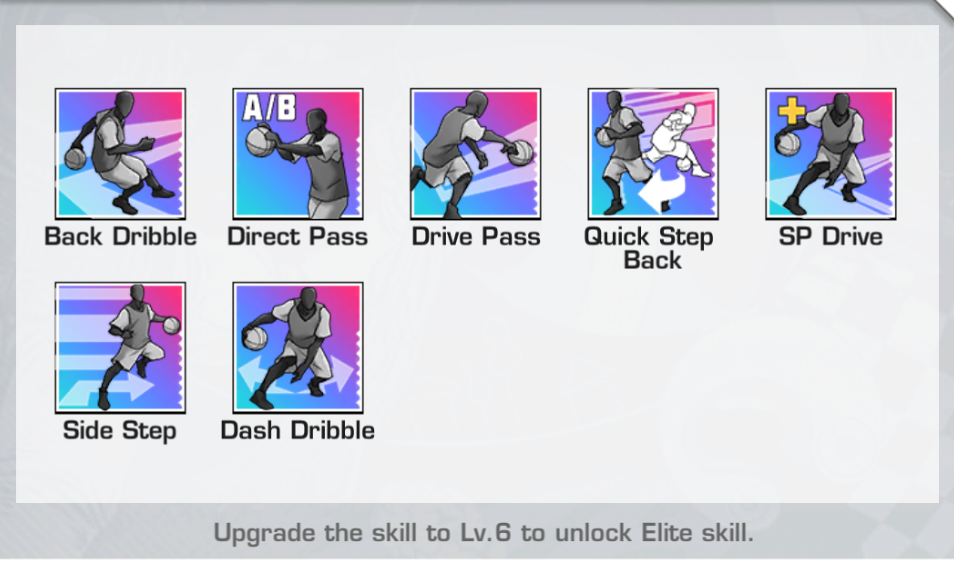 A/B
Back Dribble
Direct Pass
Drive Pass
Quick Step
Back
SP Drive
Side Step
Dash Dribble
Upgrade the skill to Lv.6 to unlock Elite skill.